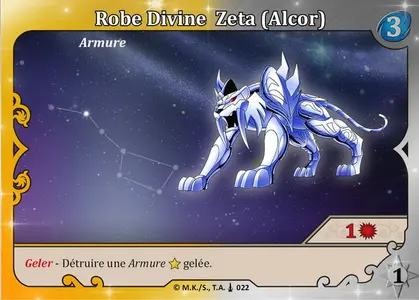 Robe Divine Zeta (Alcor)
3
Armure
1
Geler - Détruire une Armure gelée.
1
© M.K./S., T.A. 022